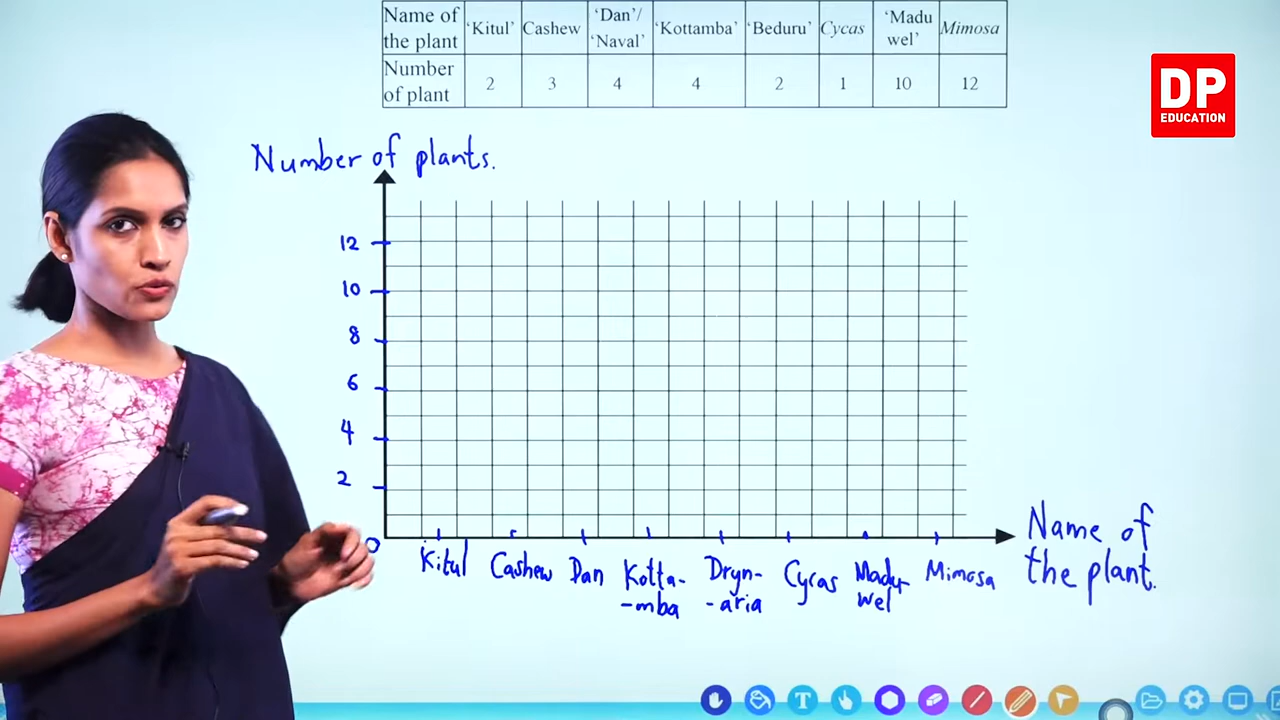 Name of the plant 'Kitul' Cashew 'Dan'/ 'Naval' 'Kottamba' 'Beduru' Cycas 'Madu wel' Mimosa
Number of plant 2 3 4 4 2 1 10 12
DP
EDUCATION
Number of plants.
12
10
8
6
4
2
0
Kitul Cashew Dan Kotta- Dryn- Cycas Madu- Mimosa
-mba -aria wel
Name of
the plant.
T